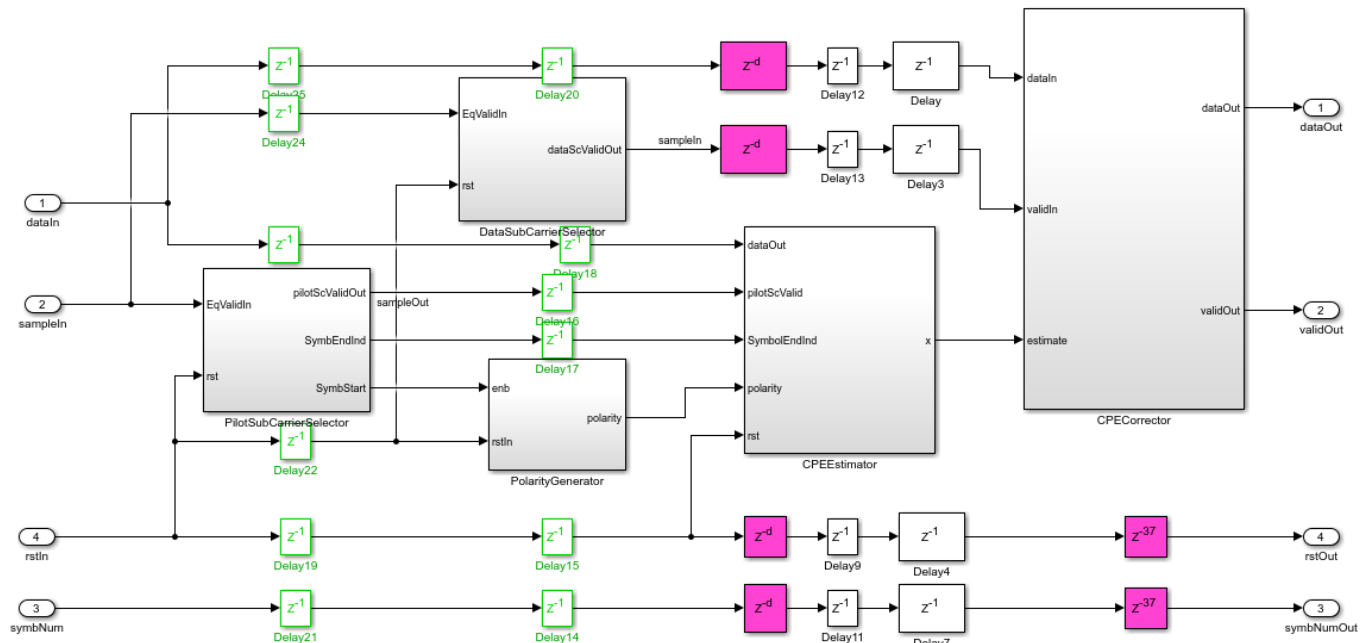 z-1
z-1
z-d
z-1
z-1
Delay25
Delay20
Delay12
Delay
dataIn
z-1
EqValidIn
dataOut
1
Delay24
dataOut
dataScValidOut
sampleIn
z-d
z-1
z-1
Delay13
Delay3
rst
1
dataIn
validIn
DataSubCarrierSelector
z-1
z-1
dataOut
Delay18
EqValidIn
pilotScValidOut
sampleOut
z-1
pilotScValid
2
sampleIn
Delay16
validOut
2
validOut
SymbEndInd
z-1
SymbolEndInd
x
estimate
Delay17
rst
SymbStart
enb
polarity
polarity
PilotSubCarrierSelector
CPECorrector
z-1
rstIn
rst
Delay22
CPEEstimator
PolarityGenerator
4
rstIn
z-1
z-1
z-d
z-1
z-1
z-37
4
rstOut
Delay19
Delay15
Delay9
Delay4
3
symbNum
z-1
z-1
z-d
z-1
z-1
z-37
3
symbNumOut
Delay21
Delay14
Delay11
Delay7